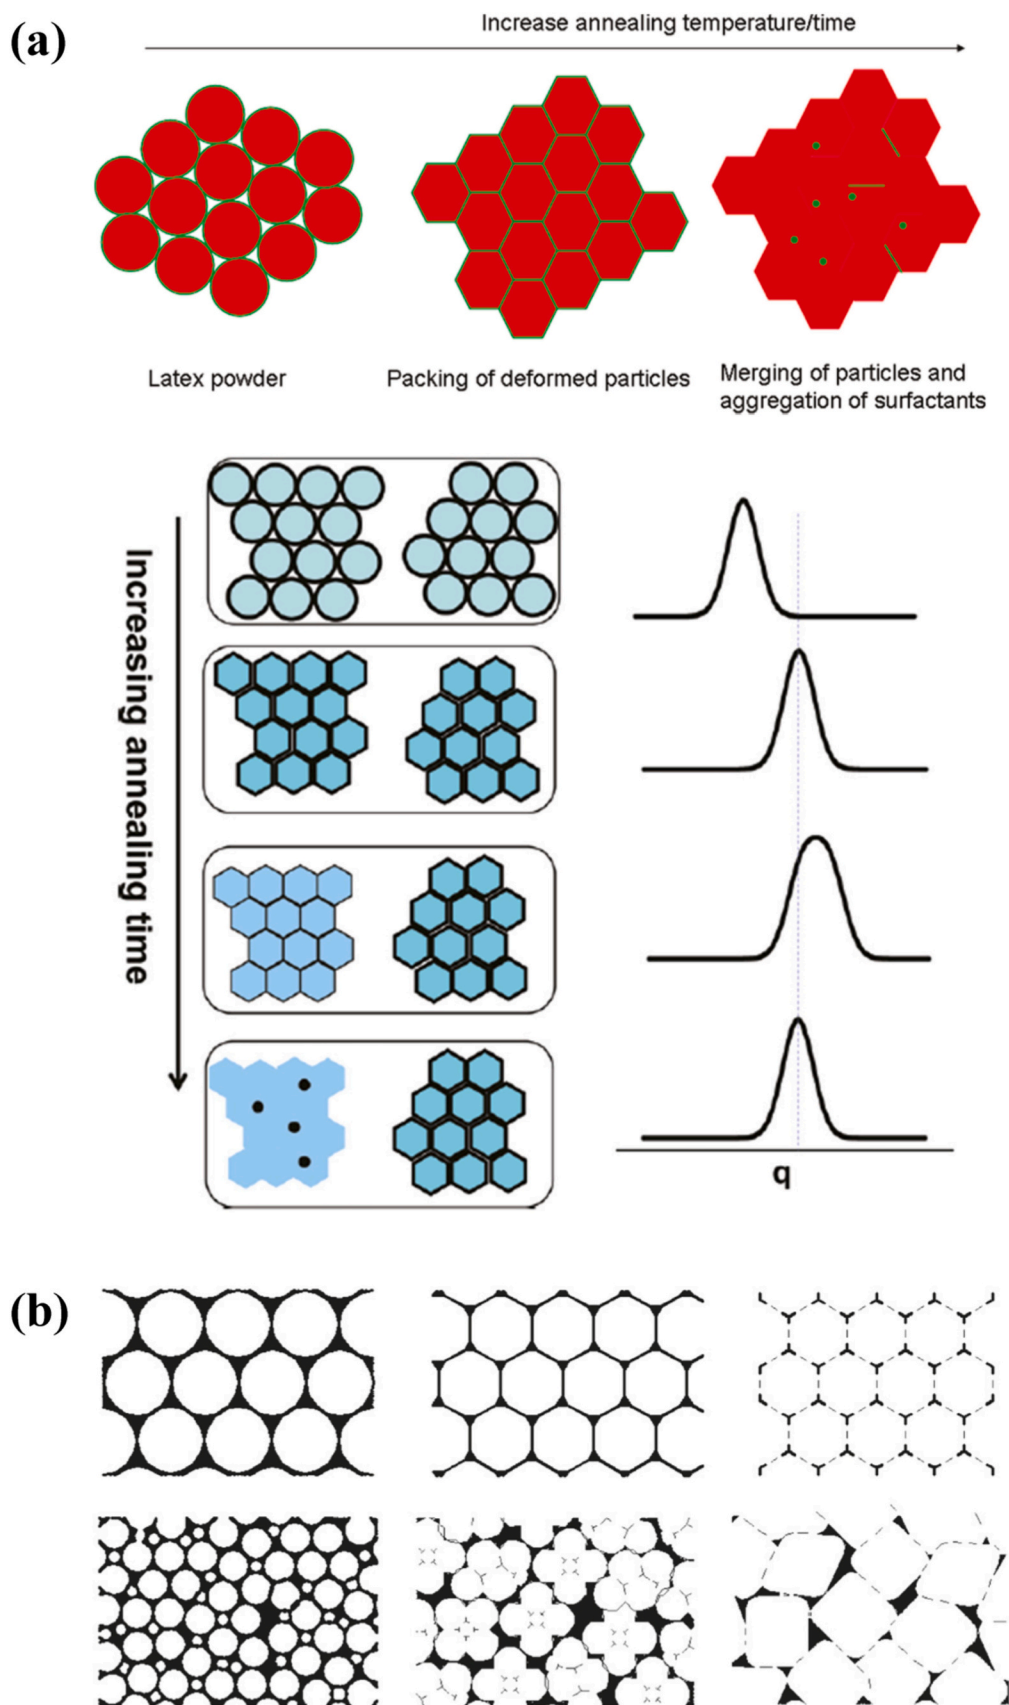 (a)
Increase annealing temperature/time
Latex powder
Packing of deformed particles
Merging of particles and
aggregation of surfactants
Increasing annealing time
q
(b)